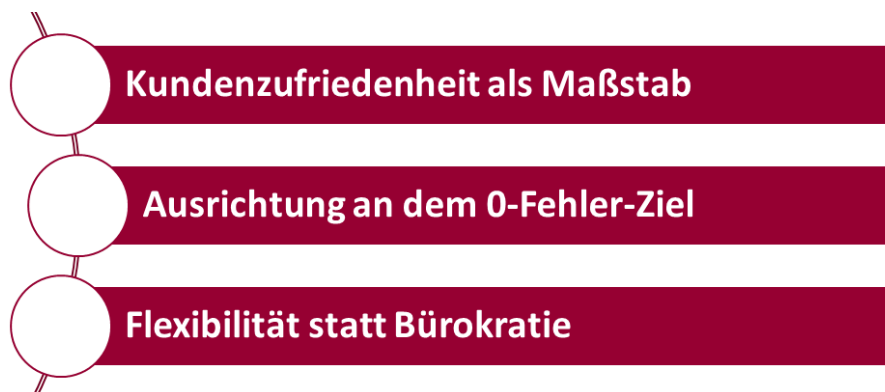 Kundenzufriedenheit als Maßstab
Ausrichtung an dem 0-Fehler-Ziel
Flexibilität statt Bürokratie